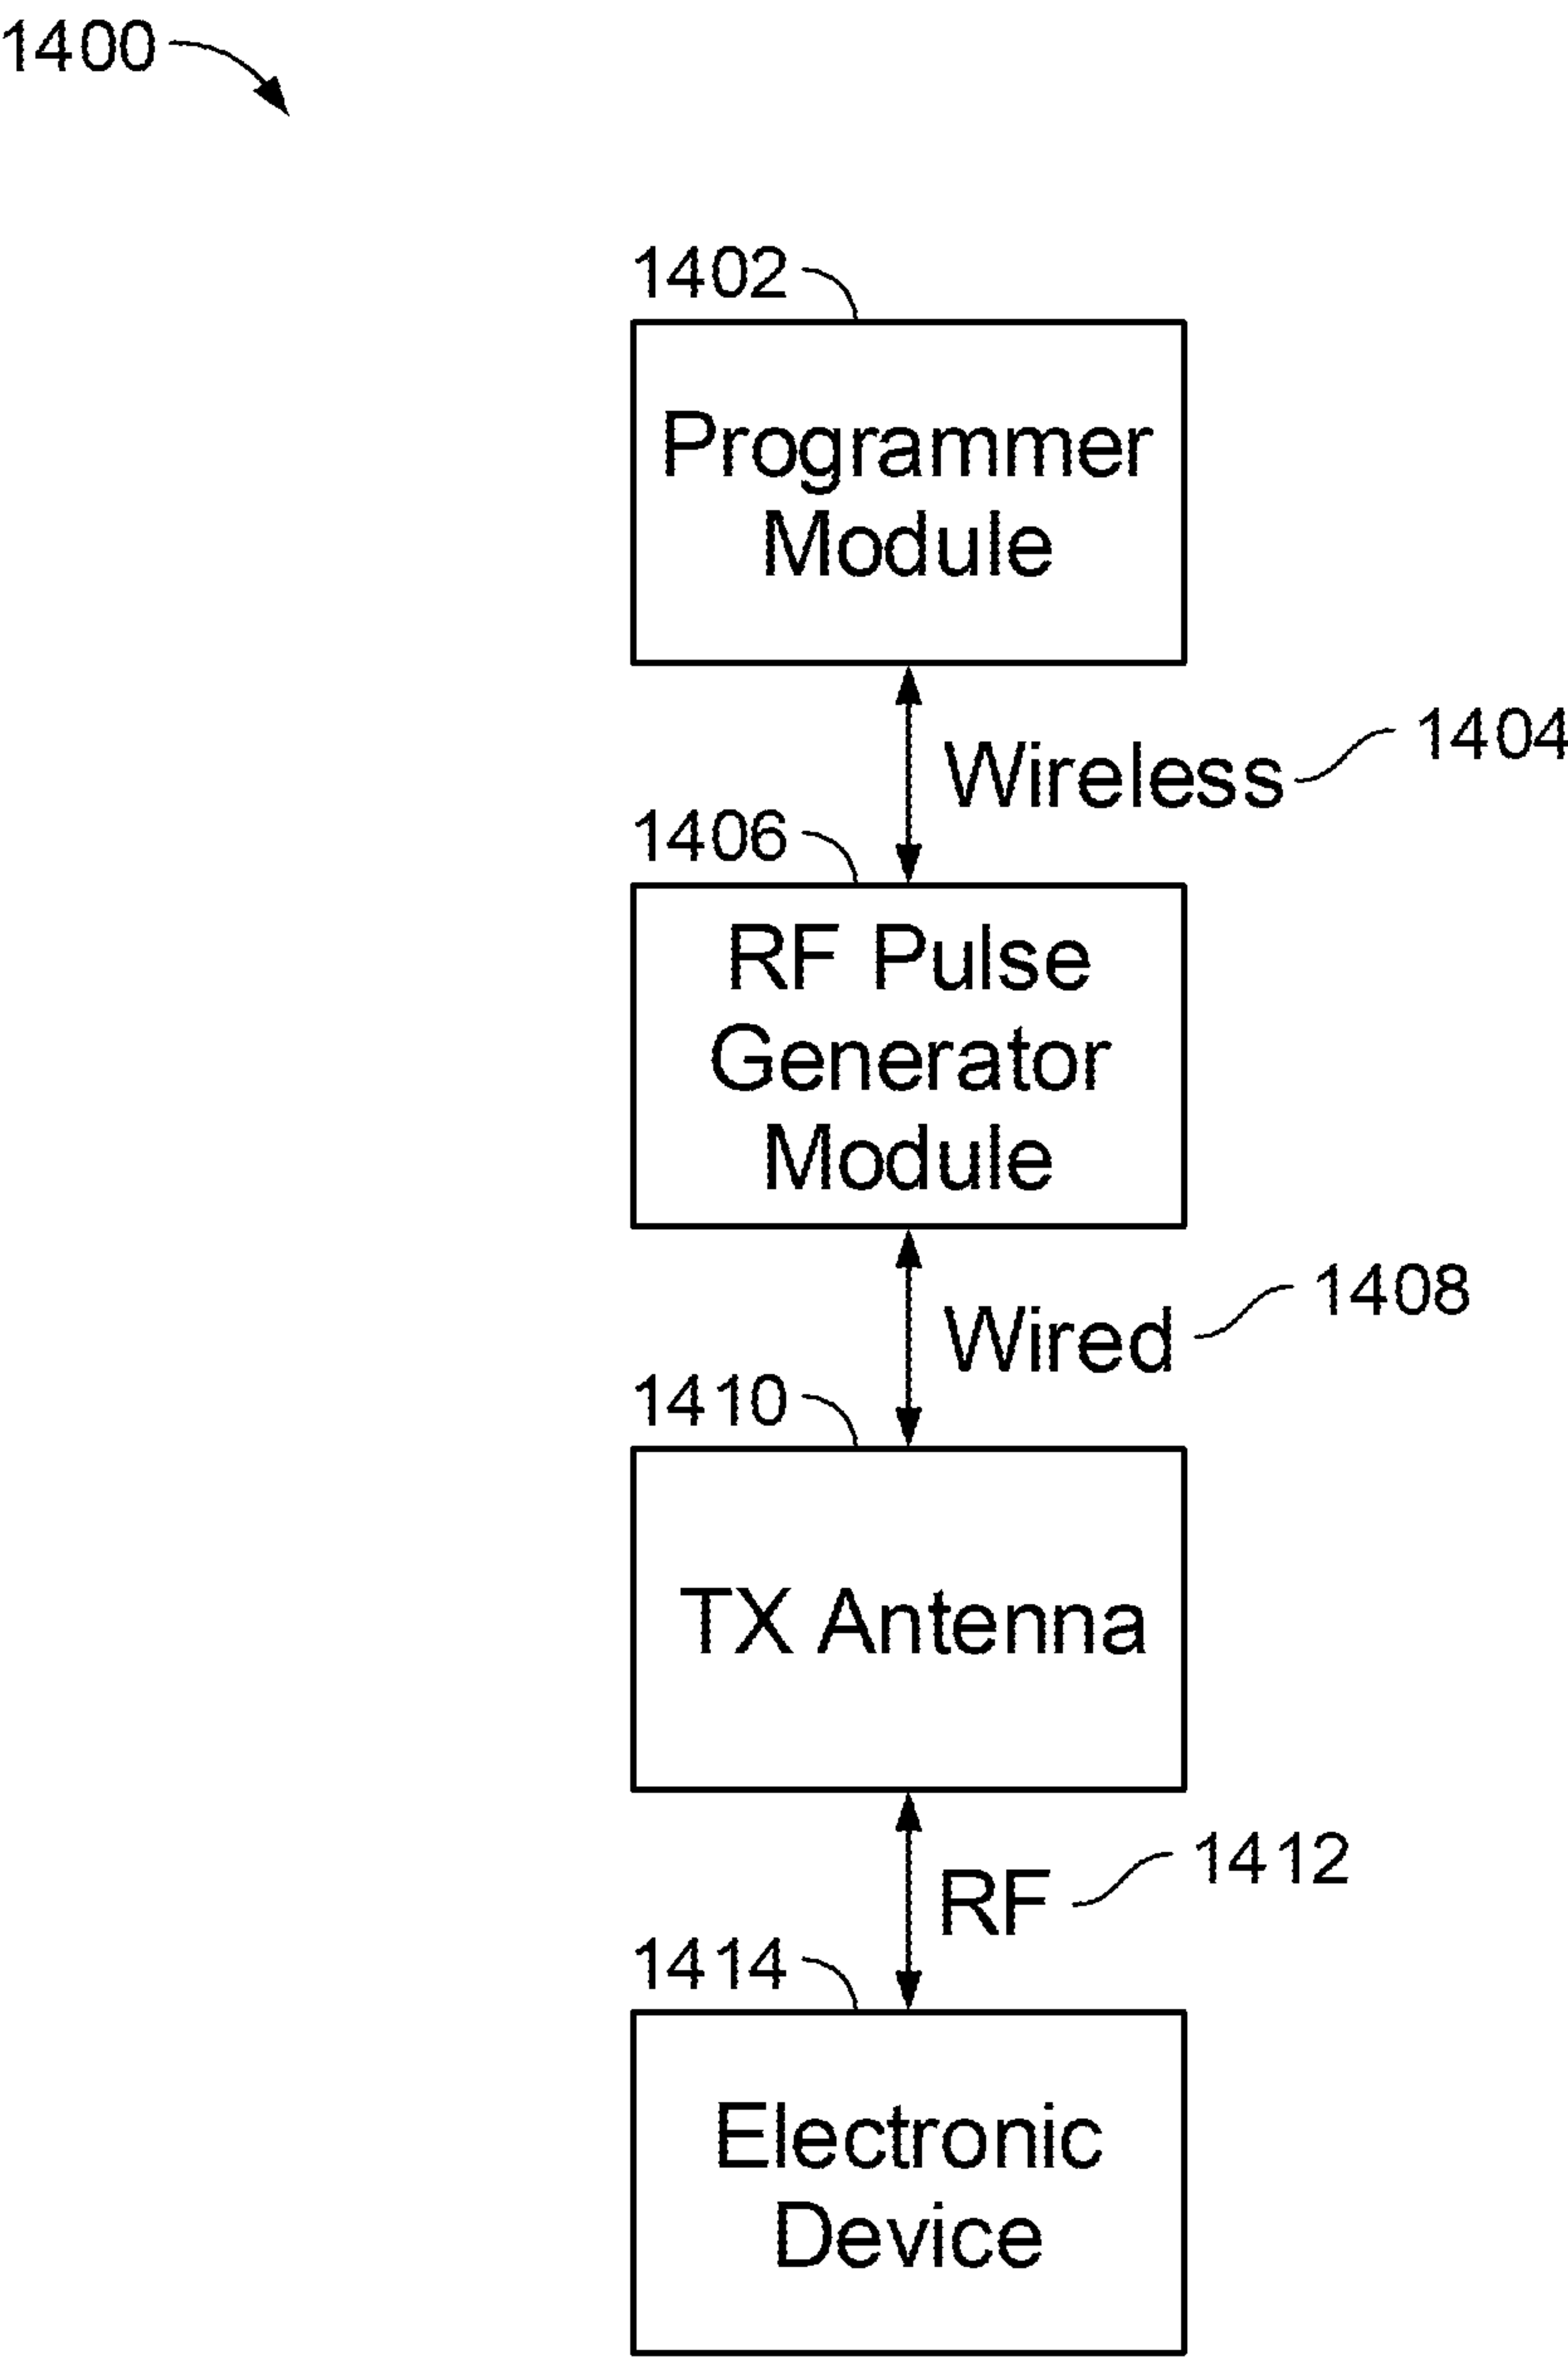 1400
1402
Programmer
Module
Wireless
1404
1406
RF Pulse
Generator
Module
Wired
1408
1410
TX Antenna
RF
1412
1414
Electronic
Device